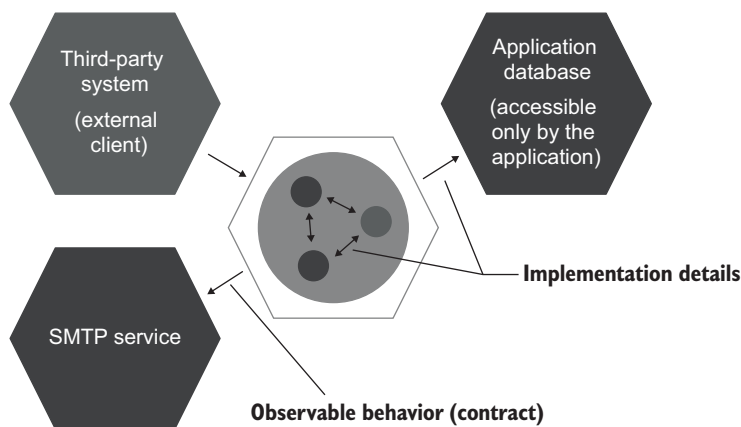 Third-party
system
(external
client)
Application
database
(accessible
only by the
application)
Implementation details
SMTP service
Observable behavior (contract)